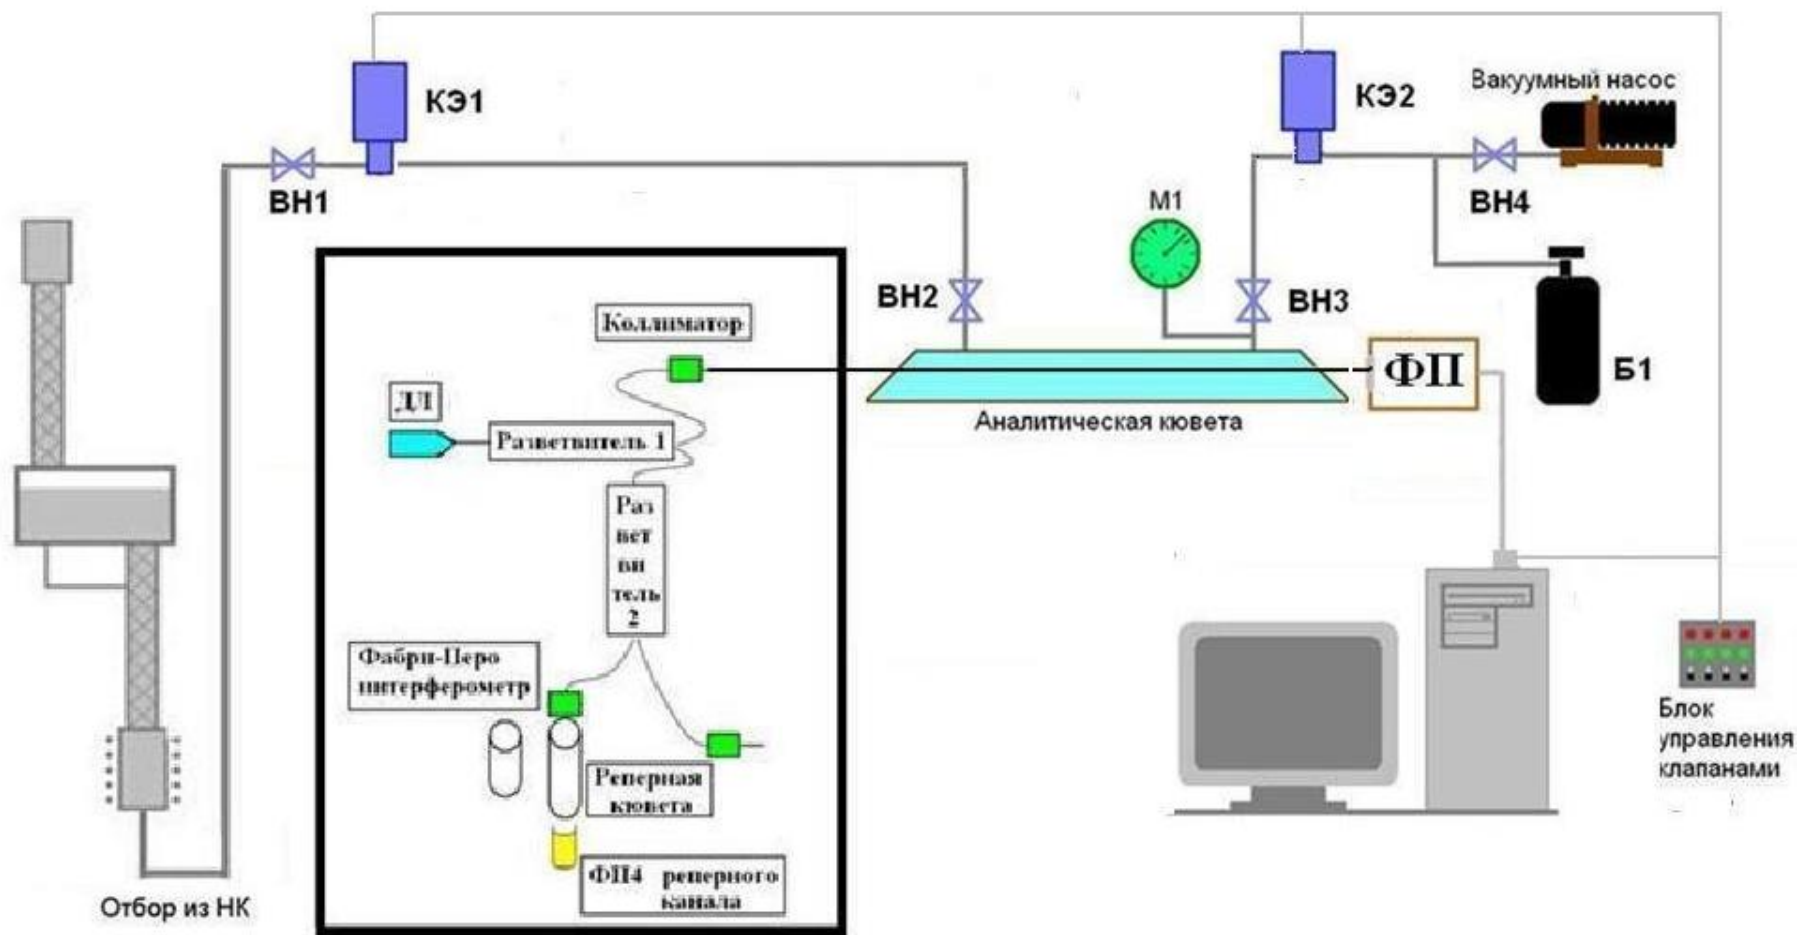 КЭ1
КЭ2
Вакуумный насос
ВН1
ВН4
М1
ВН2
ВН3
Коллиматор
ФП
Б1
ДЛ
Аналитическая кювета
Разветвитель 1
Раз
вет
ви
тель
2
Фабри-Перо
интерферометр
Реперная
кювета
Блок
управления
клапанами
ФП4 реперного
канала
Отбор из НК